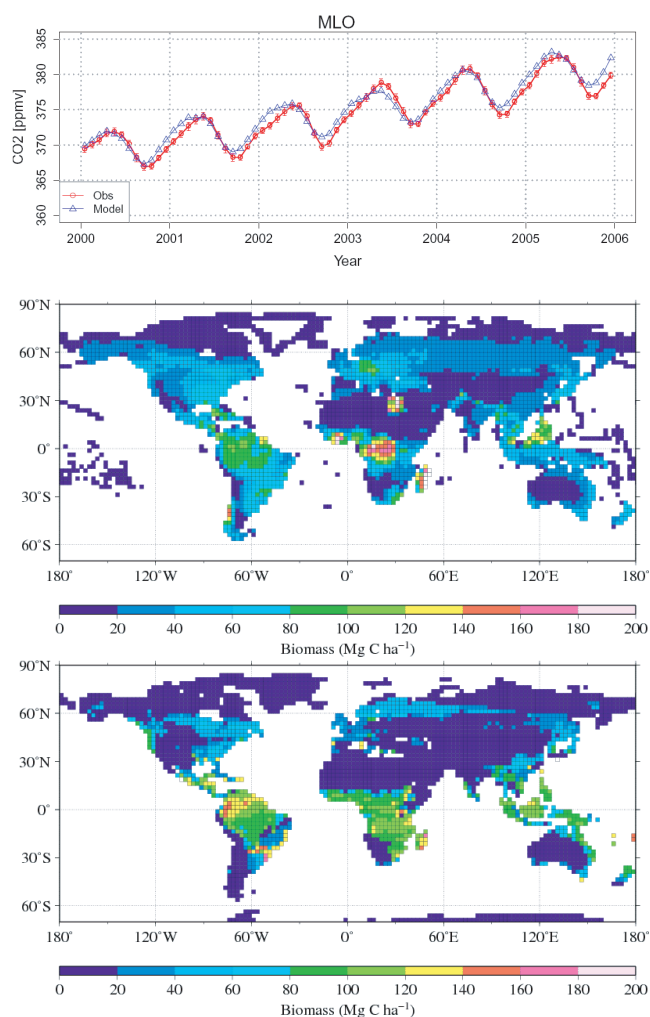 MLO
CO2 [ppmv]
385
380
375
370
365
360
Obs
Model
2000 2001 2002 2003 2004 2005 2006
Year
90˚N
60˚N
30˚N
0˚
30˚S
60˚S
180˚ 120˚W 60˚W 0˚ 60˚E 120˚E 180˚
0 20 40 60 80 100 120 140 160 180 200
Biomass (Mg C ha⁻¹)
90˚N
60˚N
30˚N
0˚
30˚S
60˚S
180˚ 120˚W 60˚W 0˚ 60˚E 120˚E 180˚
0 20 40 60 80 100 120 140 160 180 200
Biomass (Mg C ha⁻¹)